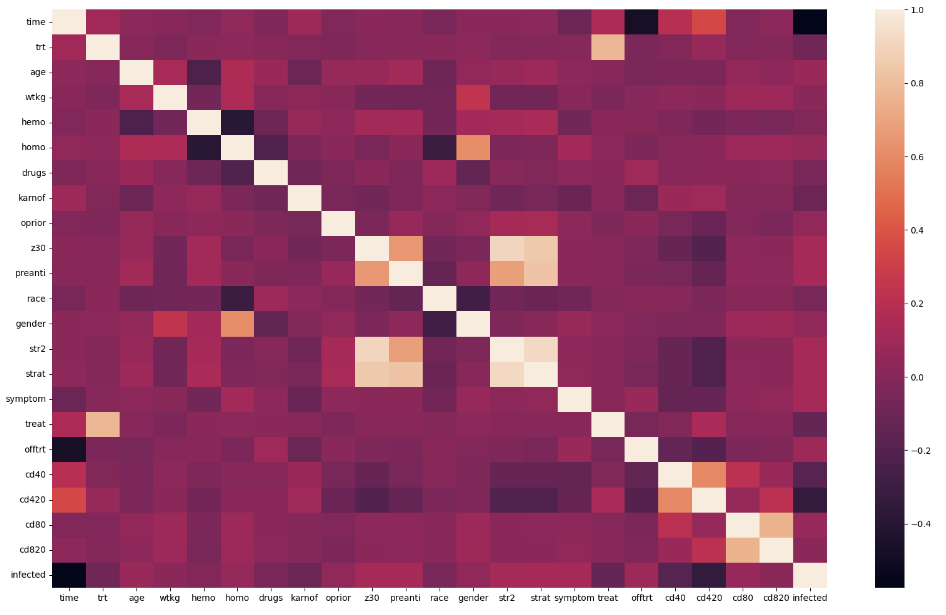 time
trt
age
wtkg
hemo
homo
drugs
karnof
oprior
z30
preanti
race
gender
str2
strat
symptom
treat
offtrt
cd40
cd420
cd80
cd820
infected
time trt age wtkg hemo homo drugs karnof oprior z30 preanti race gender str2 strat symptom treat offtrt cd40 cd420 cd80 cd820 infected
1.0
0.8
0.6
0.4
0.2
0.0
−0.2
−0.4